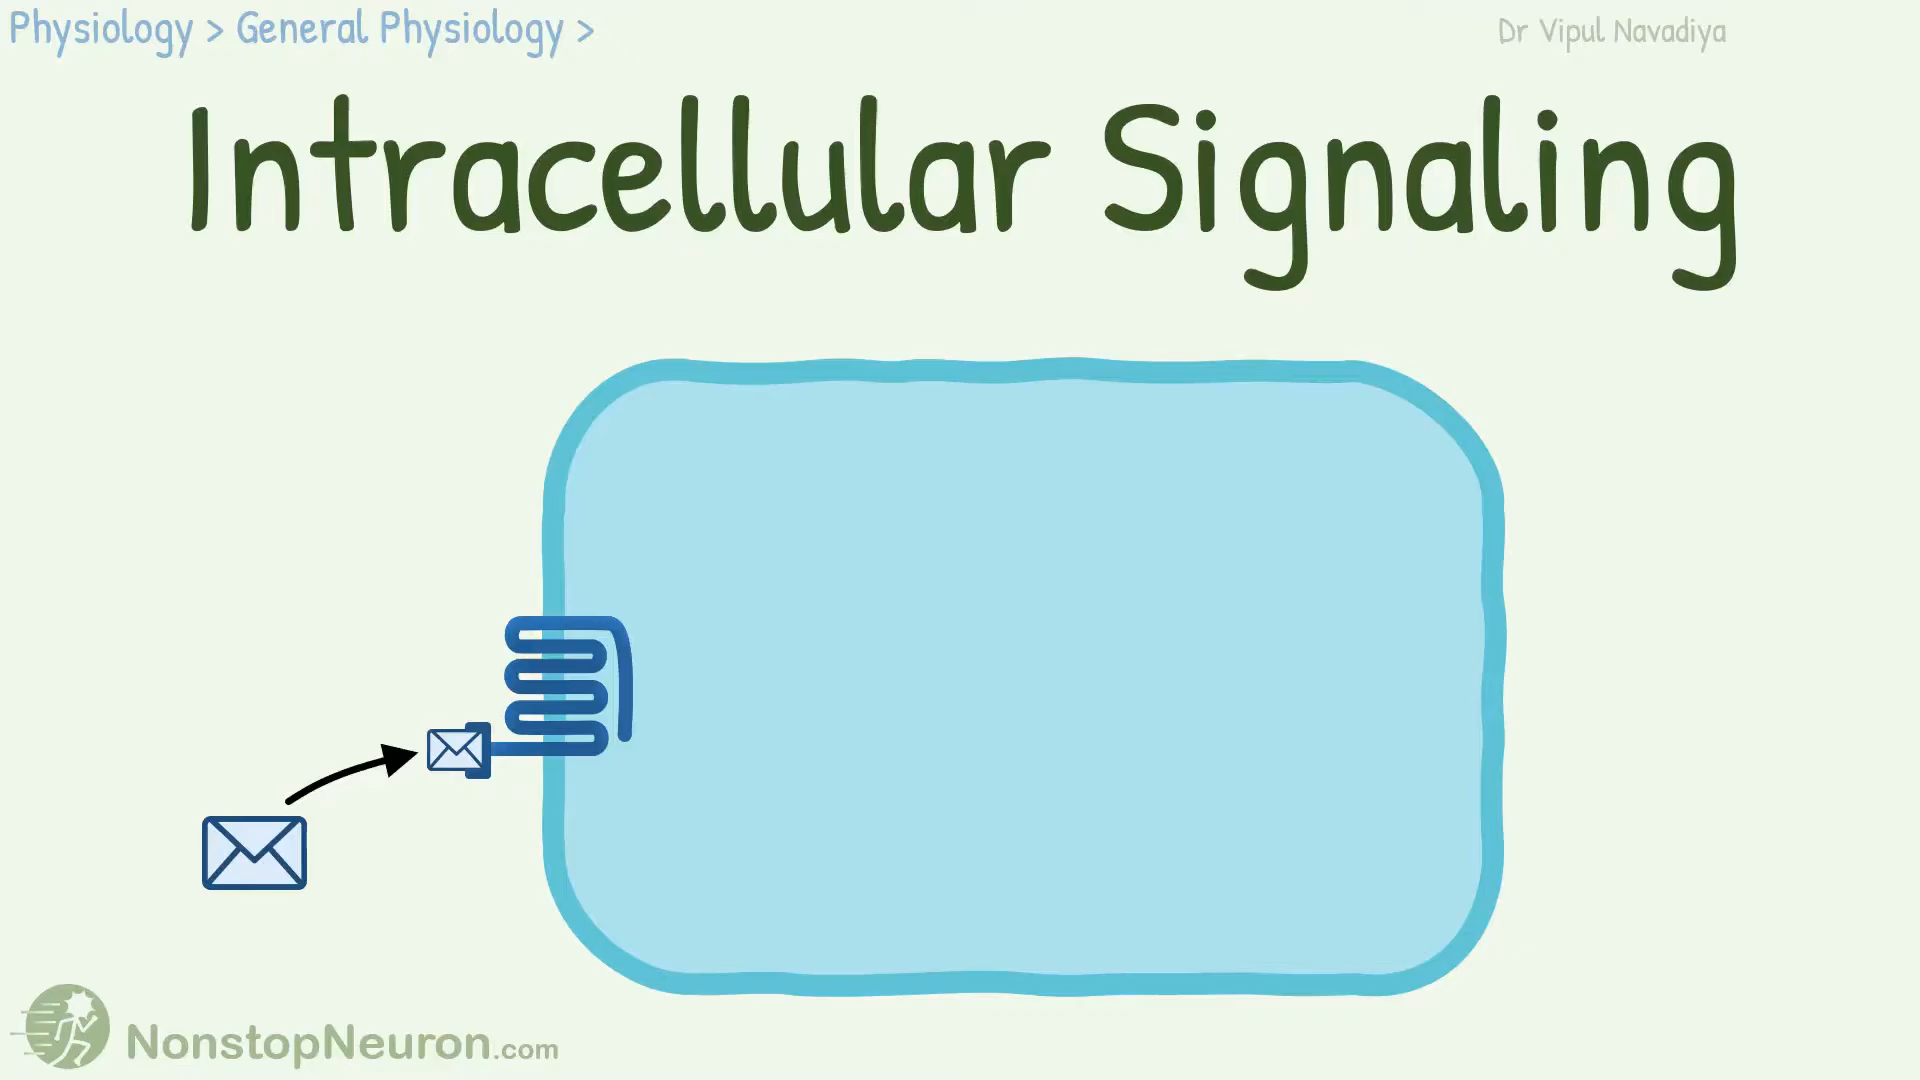 Physiology > General Physiology >
Dr Vipul Navadiya
Intracellular Signaling
NonstopNeuron.com